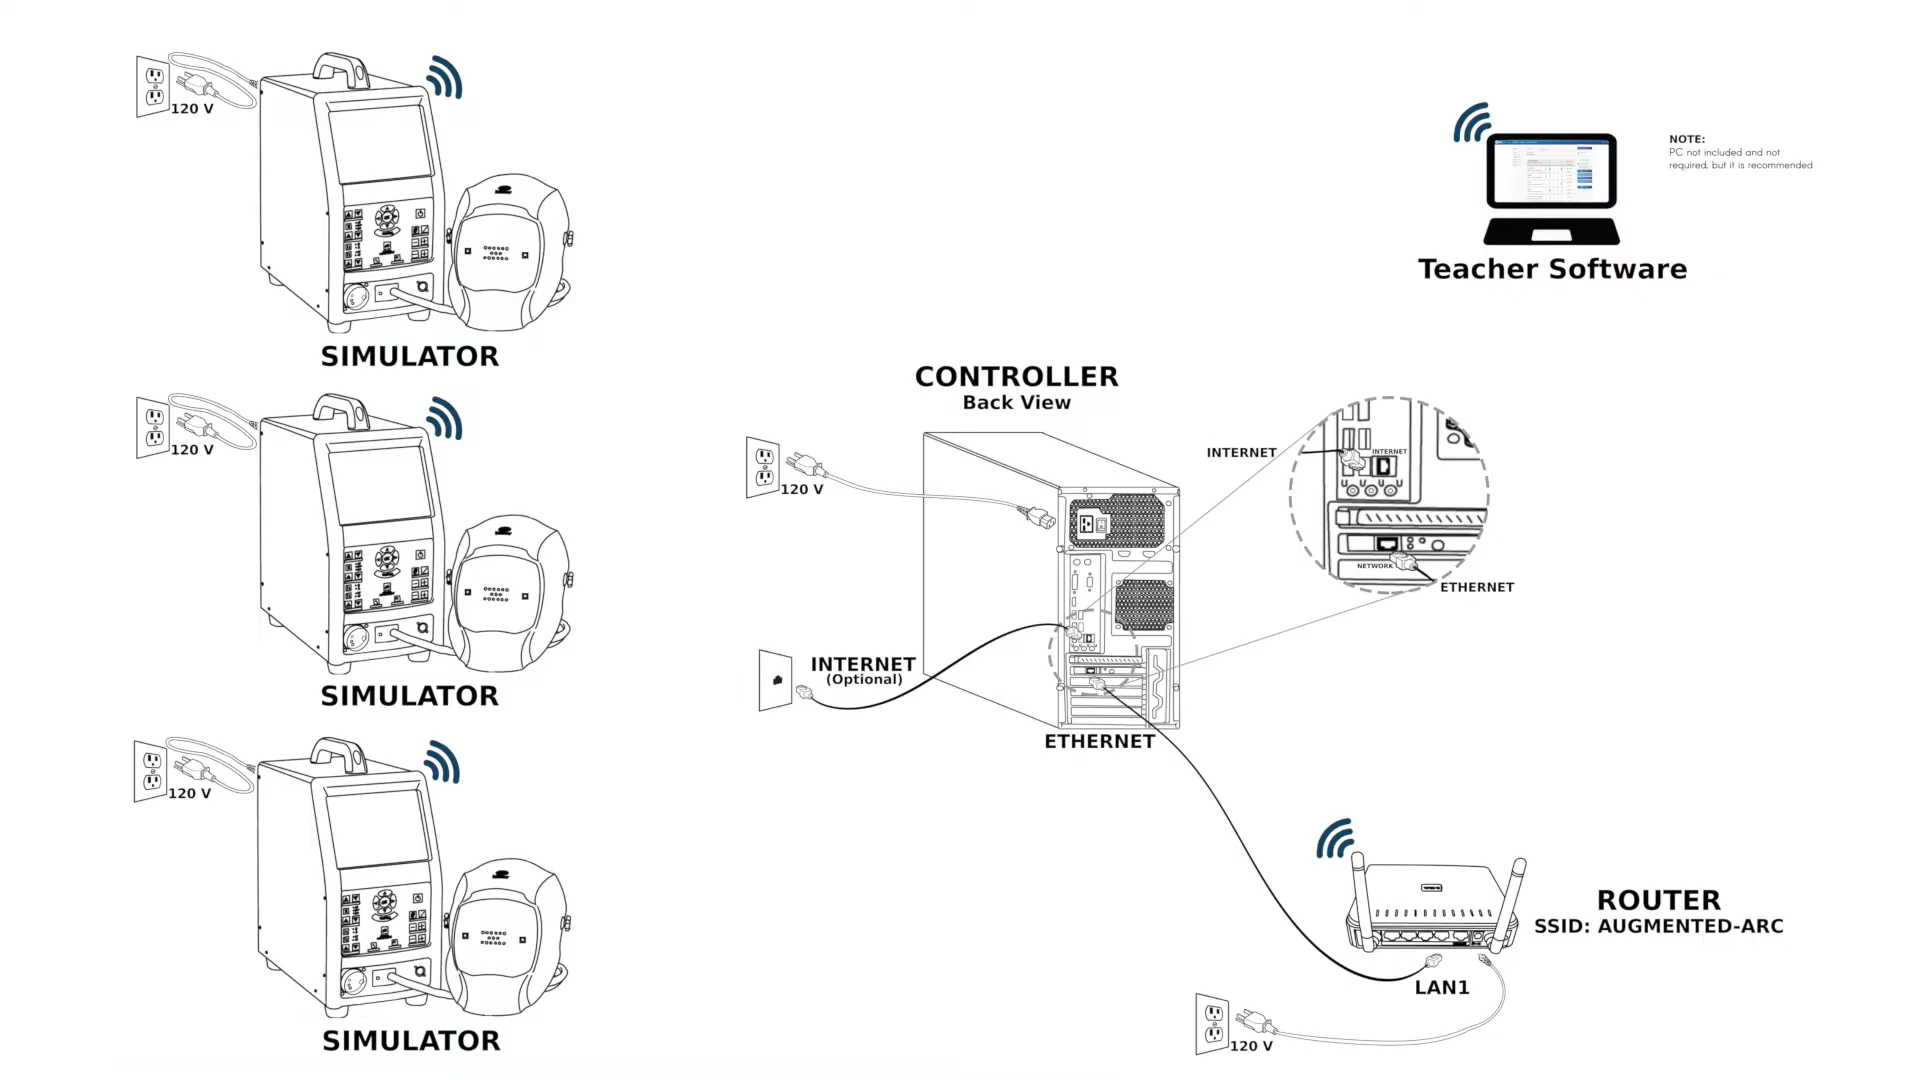 120 V
SIMULATOR
120 V
SIMULATOR
120 V
SIMULATOR
CONTROLLER
Back View
120 V
INTERNET
(Optional)
ETHERNET
INTERNET
INTERNET
NETWORK
ETHERNET
NOTE:
PC not included and not
required, but it is recommended
Teacher Software
ROUTER
SSID: AUGMENTED-ARC
LAN1
120 V